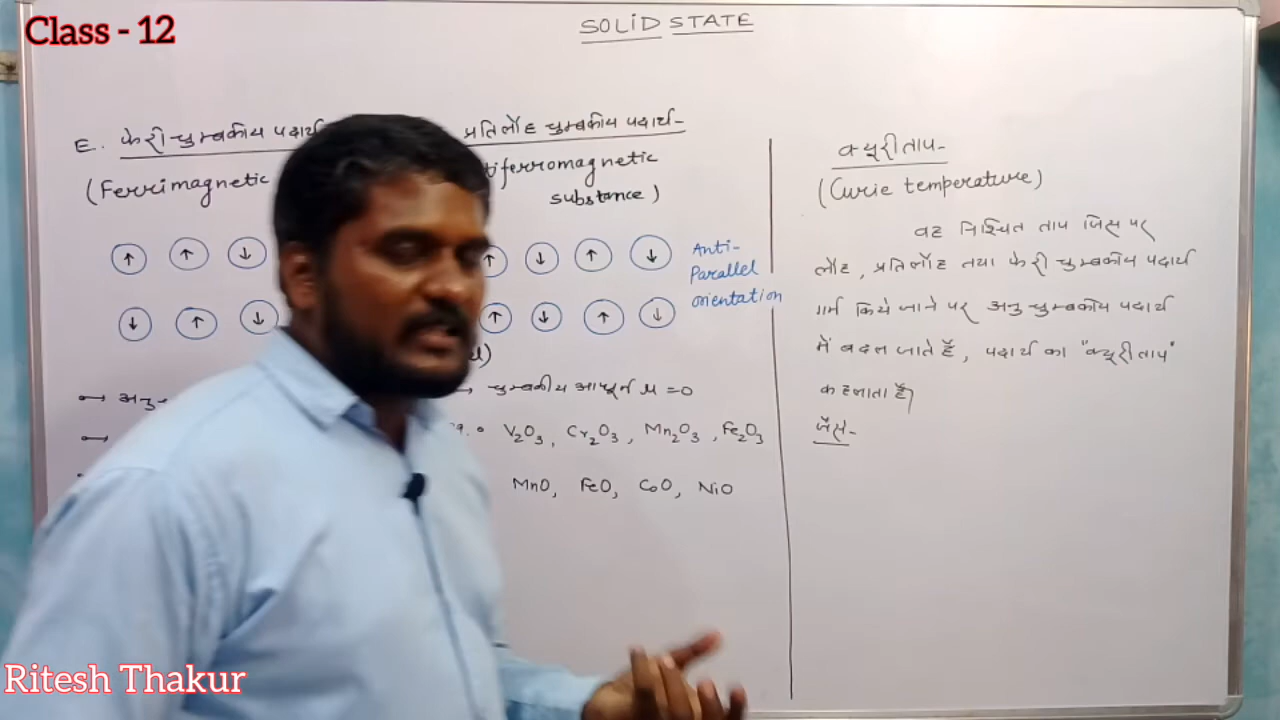 Class - 12
SOLID STATE
E. फेरी चुम्बकीय पदार्थ
(Ferrimagnetic
प्रतिलौह चुम्बकीय पदार्थ-
tiferromagnetic
substance)
Anti-
Parallel
orientation
→ अनु
→ चुम्बकीय आघूर्न μ = 0
V₂O₃, Cr₂O₃, Mn₂O₃, Fe₂O₃
MnO, FeO, CoO, NiO
क्यूरी ताप-
(Curie temperature)
वह निश्चित ताप जिस पर
लौह, प्रतिलौह तथा फेरी चुम्बकीय पदार्थ
गर्म किये जाने पर अनुचुम्बकीय पदार्थ
में बदल जाते हैं, पदार्थ का "क्यूरी ताप"
कहलाता हैं।
जैसे-
Ritesh Thakur